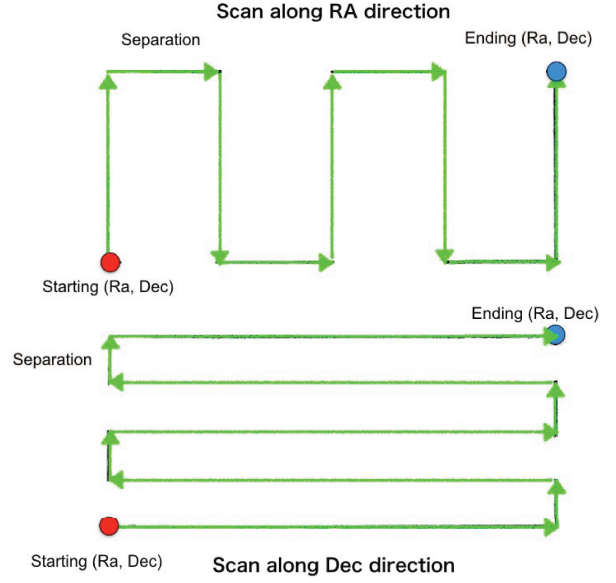 Scan along RA direction
Separation
Ending (Ra, Dec)
Starting (Ra, Dec)
Ending (Ra, Dec)
Separation
Starting (Ra, Dec)
Scan along Dec direction